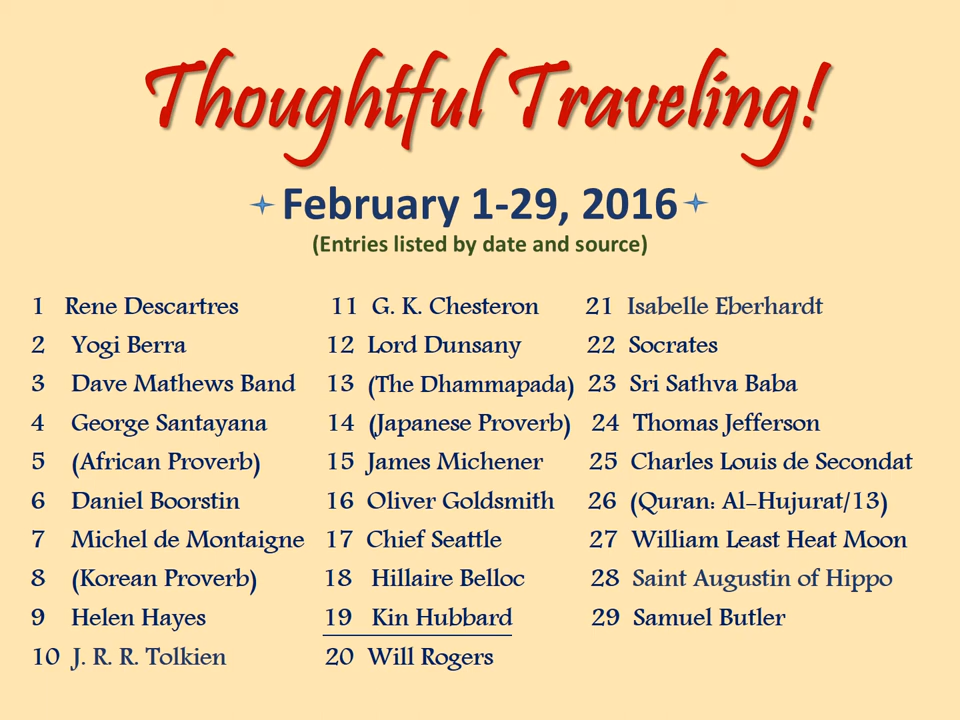 Thoughtful Traveling!
February 1-29, 2016
(Entries listed by date and source)
1 Rene Descartres
2 Yogi Berra
3 Dave Mathews Band
4 George Santayana
5 (African Proverb)
6 Daniel Boorstin
7 Michel de Montaigne
8 (Korean Proverb)
9 Helen Hayes
10 J. R. R. Tolkien
11 G. K. Chesteron
12 Lord Dunsany
13 (The Dhammapada)
14 (Japanese Proverb)
15 James Michener
16 Oliver Goldsmith
17 Chief Seattle
18 Hillaire Belloc
19 Kin Hubbard
20 Will Rogers
21 Isabelle Eberhardt
22 Socrates
23 Sri Sathva Baba
24 Thomas Jefferson
25 Charles Louis de Secondat
26 (Quran: Al-Hujurat/13)
27 William Least Heat Moon
28 Saint Augustin of Hippo
29 Samuel Butler